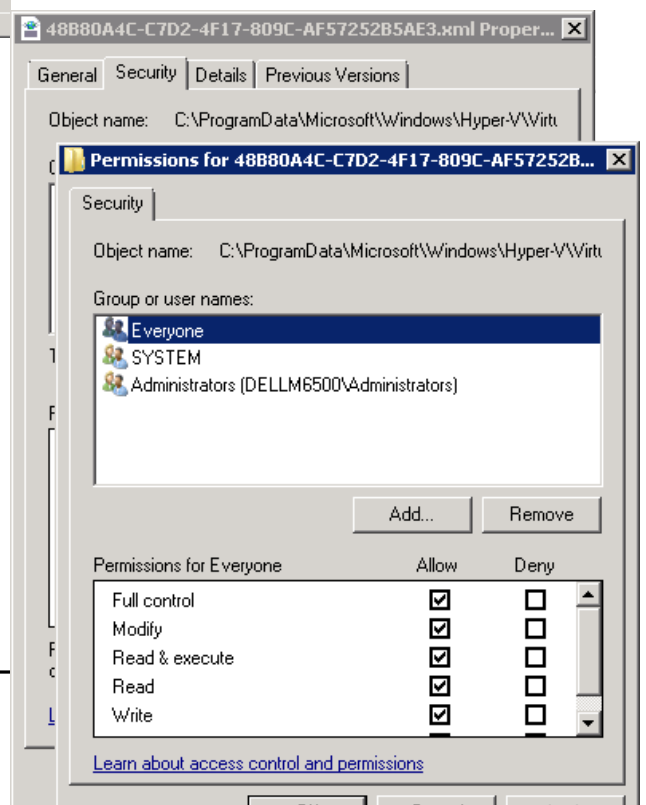 48B80A4C-C7D2-4F17-809C-AF57252B5AE3.xml Proper...
General Security Details Previous Versions
Object name: C:\ProgramData\Microsoft\Windows\Hyper-V\Virtu
Permissions for 48B80A4C-C7D2-4F17-809C-AF57252B...
Security
Object name: C:\ProgramData\Microsoft\Windows\Hyper-V\Virtu
Group or user names:
Everyone
SYSTEM
Administrators (DELLM6500\Administrators)
Add... Remove
Permissions for Everyone Allow Deny
Full control
Modify
Read & execute
Read
Write
Learn about access control and permissions